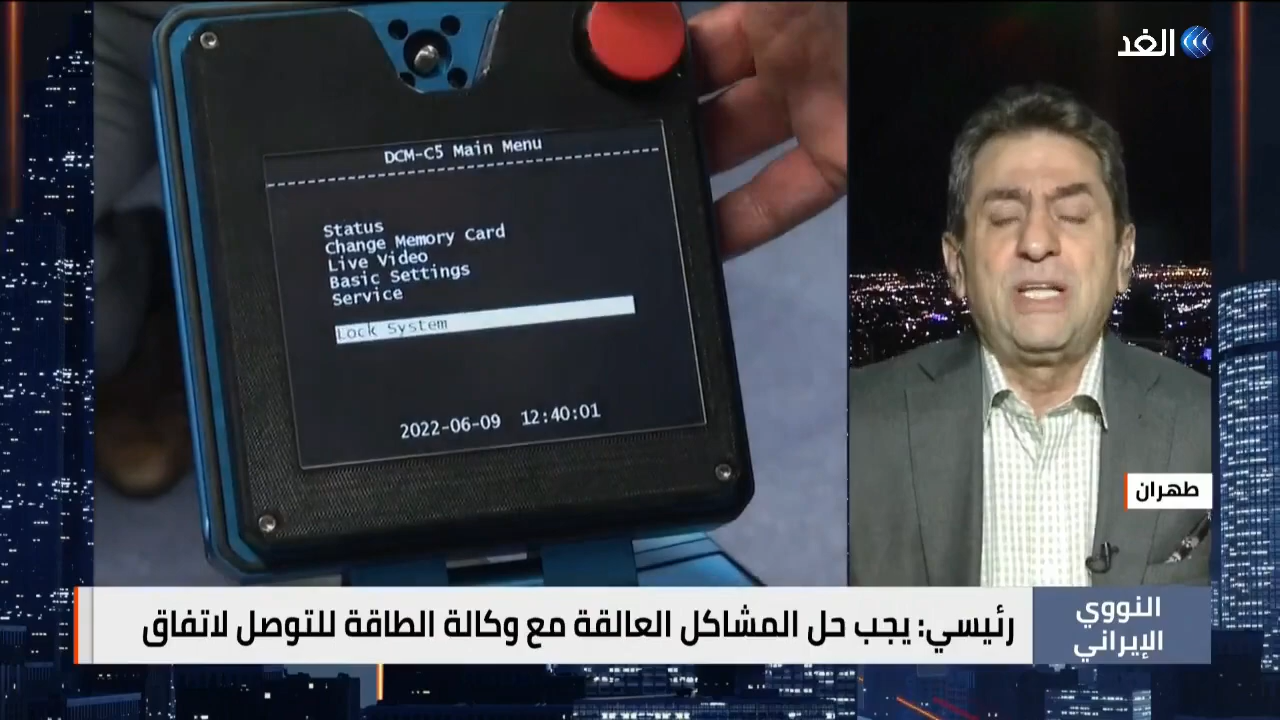 الغد
DCM-C5 Main Menu
Status
Change Memory Card
Live Video
Basic Settings
Service
Lock System
2022-06-09 12:40:01
طهران
النووي
الإيراني
رئيسي: يجب حل المشاكل العالقة مع وكالة الطاقة للتوصل لاتفاق